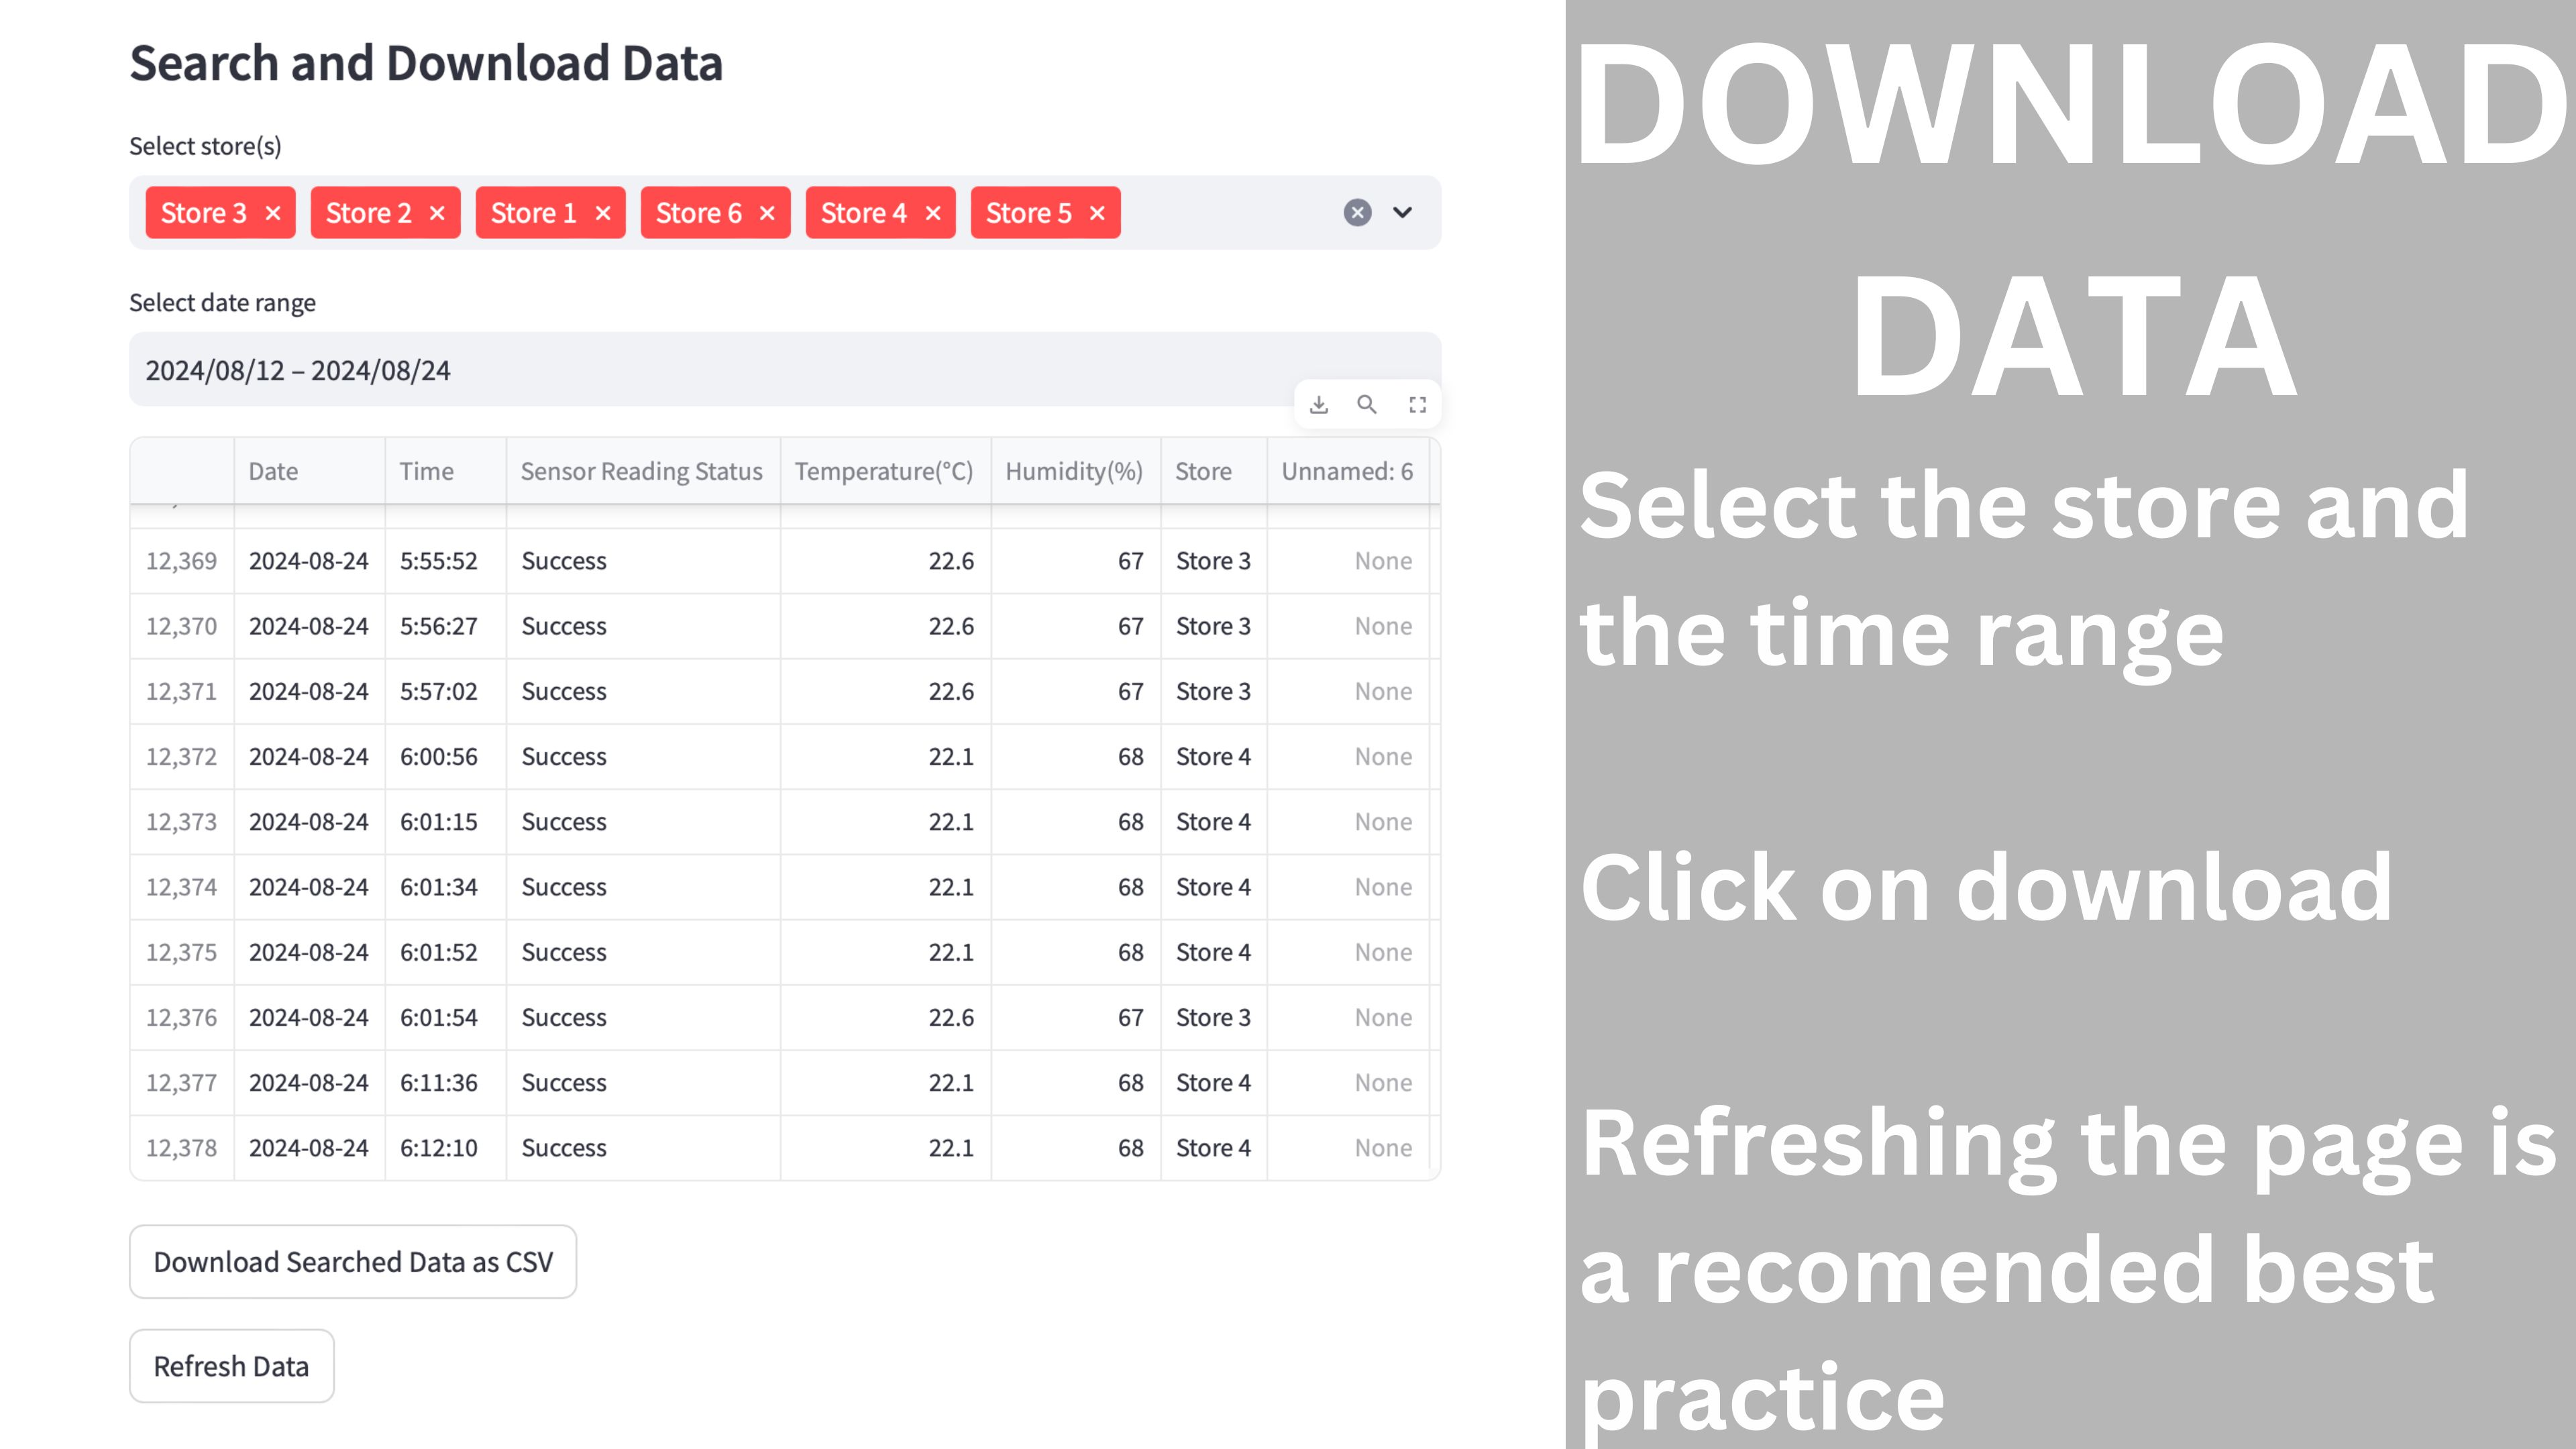 Search and Download Data
Select store(s)
Store 3 × Store 2 × Store 1 × Store 6 × Store 4 × Store 5 ×
Select date range
2024/08/12 – 2024/08/24
Date Time Sensor Reading Status Temperature(°C) Humidity(%) Store Unnamed: 6
12,369 2024-08-24 5:55:52 Success 22.6 67 Store 3 None
12,370 2024-08-24 5:56:27 Success 22.6 67 Store 3 None
12,371 2024-08-24 5:57:02 Success 22.6 67 Store 3 None
12,372 2024-08-24 6:00:56 Success 22.1 68 Store 4 None
12,373 2024-08-24 6:01:15 Success 22.1 68 Store 4 None
12,374 2024-08-24 6:01:34 Success 22.1 68 Store 4 None
12,375 2024-08-24 6:01:52 Success 22.1 68 Store 4 None
12,376 2024-08-24 6:01:54 Success 22.6 67 Store 3 None
12,377 2024-08-24 6:11:36 Success 22.1 68 Store 4 None
12,378 2024-08-24 6:12:10 Success 22.1 68 Store 4 None
Download Searched Data as CSV
Refresh Data
DOWNLOAD
DATA
Select the store and
the time range
Click on download
Refreshing the page is
a recomended best
practice